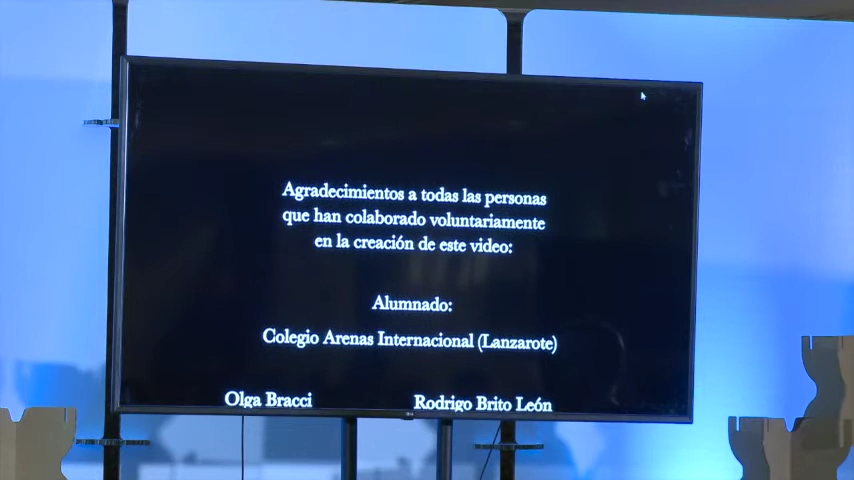 Agradecimientos a todas las personas
que han colaborado voluntariamente
en la creación de este video:
Alumnado:
Colegio Arenas Internacional (Lanzarote)
Olga Bracci Rodrigo Brito León
LG